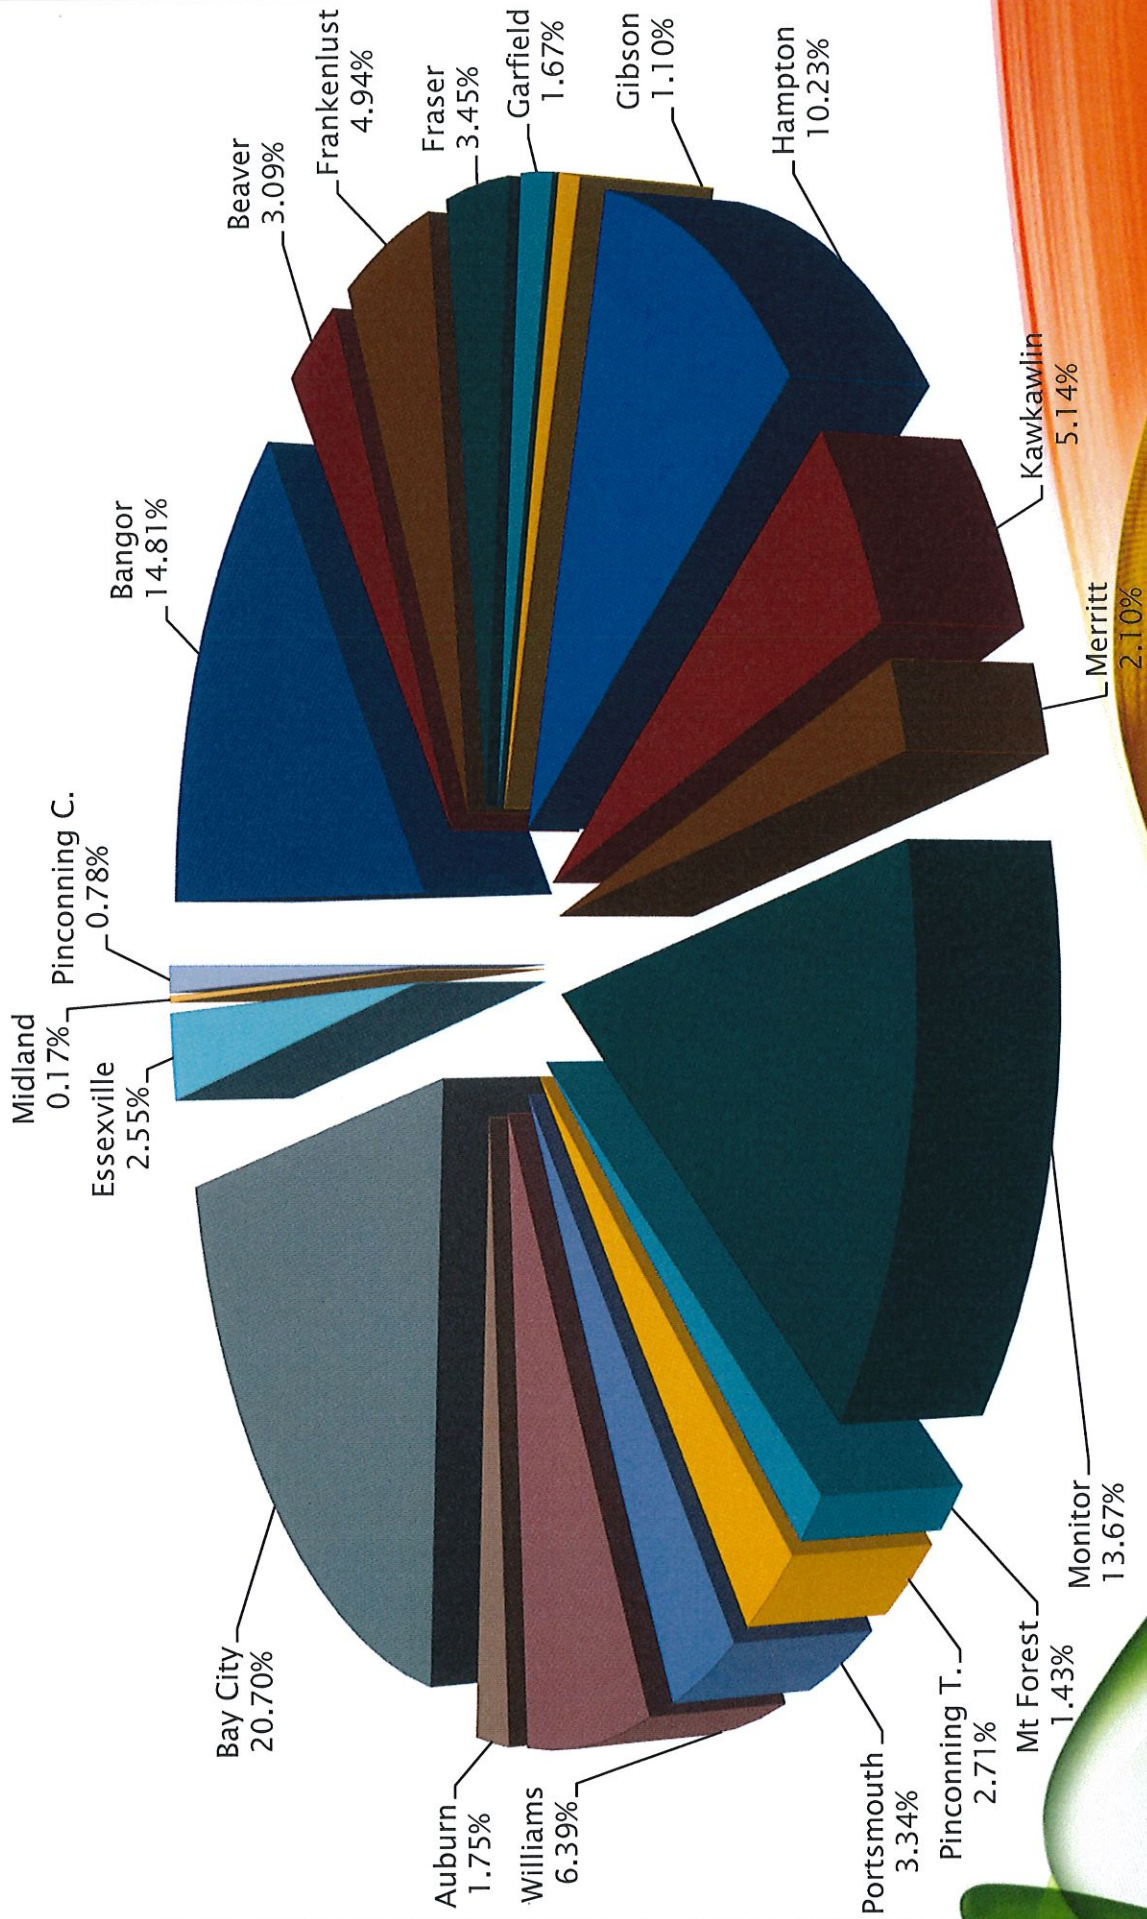 Bangor
14.81%
Beaver
3.09%
Frankenlust
4.94%
Fraser
3.45%
Garfield
1.67%
Gibson
1.10%
Hampton
10.23%
Kawkawlin
5.14%
Merritt
2.10%
Monitor
13.67%
Mt Forest
1.43%
Pinconning T.
2.71%
Portsmouth
3.34%
Williams
6.39%
Auburn
1.75%
Bay City
20.70%
Essexville
2.55%
Midland
0.17%
Pinconning C.
0.78%